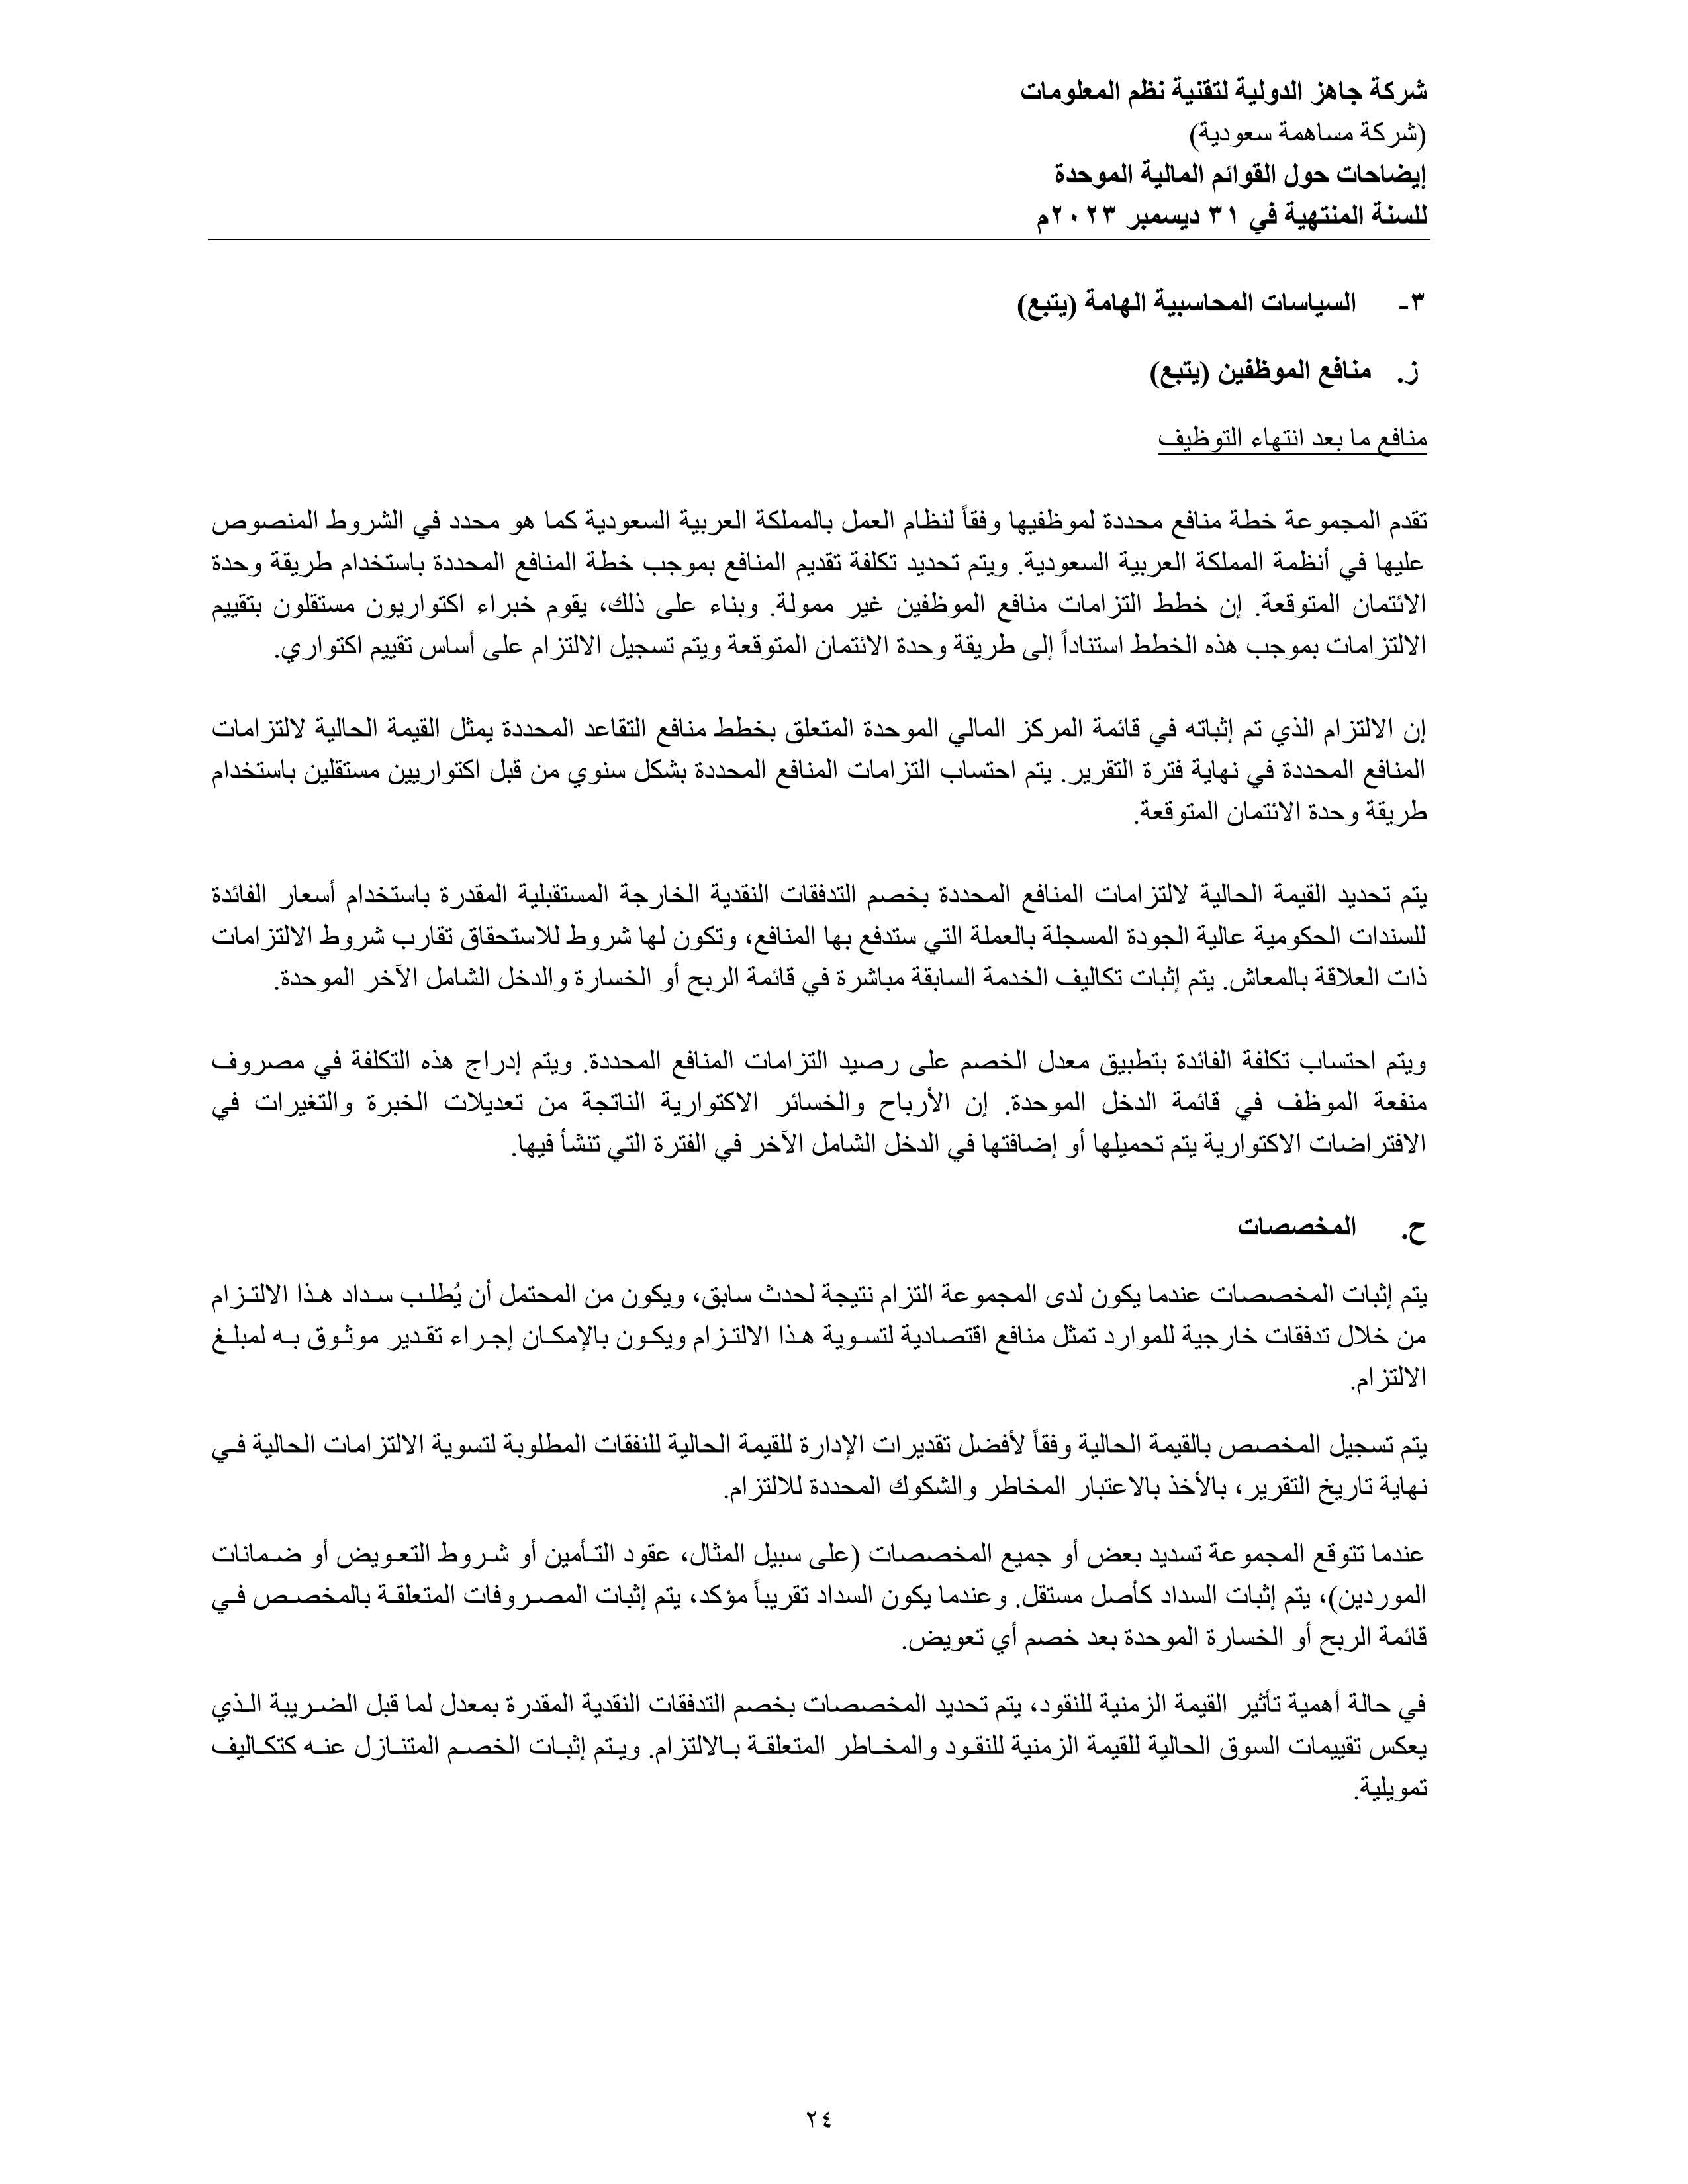 شركة جاهز الدولية لتقنية نظم المعلومات
(شركة مساهمة سعودية)
إيضاحات حول القوائم المالية الموحدة
للسنة المنتهية في ٣١ ديسمبر ٢٠٢٣م
٣- السياسات المحاسبية الهامة (يتبع)
ز. منافع الموظفين (يتبع)
منافع ما بعد انتهاء التوظيف
تقدم المجموعة خطة منافع محددة لموظفيها وفقاً لنظام العمل بالمملكة العربية السعودية كما هو محدد في الشروط المنصوص
عليها في أنظمة المملكة العربية السعودية. ويتم تحديد تكلفة تقديم المنافع بموجب خطة المنافع المحددة باستخدام طريقة وحدة
الائتمان المتوقعة. إن خطط التزامات منافع الموظفين غير ممولة. وبناء على ذلك، يقوم خبراء اكتواريون مستقلون بتقييم
الالتزامات بموجب هذه الخطط استناداً إلى طريقة وحدة الائتمان المتوقعة ويتم تسجيل الالتزام على أساس تقييم اكتواري.
إن الالتزام الذي تم إثباته في قائمة المركز المالي الموحدة المتعلق بخطط منافع التقاعد المحددة يمثل القيمة الحالية لالتزامات
المنافع المحددة في نهاية فترة التقرير. يتم احتساب التزامات المنافع المحددة بشكل سنوي من قبل اكتواريين مستقلين باستخدام
طريقة وحدة الائتمان المتوقعة.
يتم تحديد القيمة الحالية لالتزامات المنافع المحددة بخصم التدفقات النقدية الخارجة المستقبلية المقدرة باستخدام أسعار الفائدة
للسندات الحكومية عالية الجودة المسجلة بالعملة التي ستدفع بها المنافع، وتكون لها شروط للاستحقاق تقارب شروط الالتزامات
ذات العلاقة بالمعاش. يتم إثبات تكاليف الخدمة السابقة مباشرة في قائمة الربح أو الخسارة والدخل الشامل الآخر الموحدة.
ويتم احتساب تكلفة الفائدة بتطبيق معدل الخصم على رصيد التزامات المنافع المحددة. ويتم إدراج هذه التكلفة في مصروف
منفعة الموظف في قائمة الدخل الموحدة. إن الأرباح والخسائر الاكتوارية الناتجة من تعديلات الخبرة والتغيرات في
الافتراضات الاكتوارية يتم تحميلها أو إضافتها في الدخل الشامل الآخر في الفترة التي تنشأ فيها.
ح. المخصصات
يتم إثبات المخصصات عندما يكون لدى المجموعة التزام نتيجة لحدث سابق، ويكون من المحتمل أن يُطلب سداد هذا الالتزام
من خلال تدفقات خارجية للموارد تمثل منافع اقتصادية لتسوية هذا الالتزام ويكون بالإمكان إجراء تقدير موثوق به لمبلغ
الالتزام.
يتم تسجيل المخصص بالقيمة الحالية وفقاً لأفضل تقديرات الإدارة للقيمة الحالية للنفقات المطلوبة لتسوية الالتزامات الحالية في
نهاية تاريخ التقرير، بالأخذ بالاعتبار المخاطر والشكوك المحددة للالتزام.
عندما تتوقع المجموعة تسديد بعض أو جميع المخصصات (على سبيل المثال، عقود التأمين أو شروط التعويض أو ضمانات
الموردين)، يتم إثبات السداد كأصل مستقل. وعندما يكون السداد تقريباً مؤكد، يتم إثبات المصروفات المتعلقة بالمخصص في
قائمة الربح أو الخسارة الموحدة بعد خصم أي تعويض.
في حالة أهمية تأثير القيمة الزمنية للنقود، يتم تحديد المخصصات بخصم التدفقات النقدية المقدرة بمعدل لما قبل الضريبة الذي
يعكس تقييمات السوق الحالية للقيمة الزمنية للنقود والمخاطر المتعلقة بالالتزام. ويتم إثبات الخصم المتنازل عنه كتكاليف
تمويلية.
٢٤